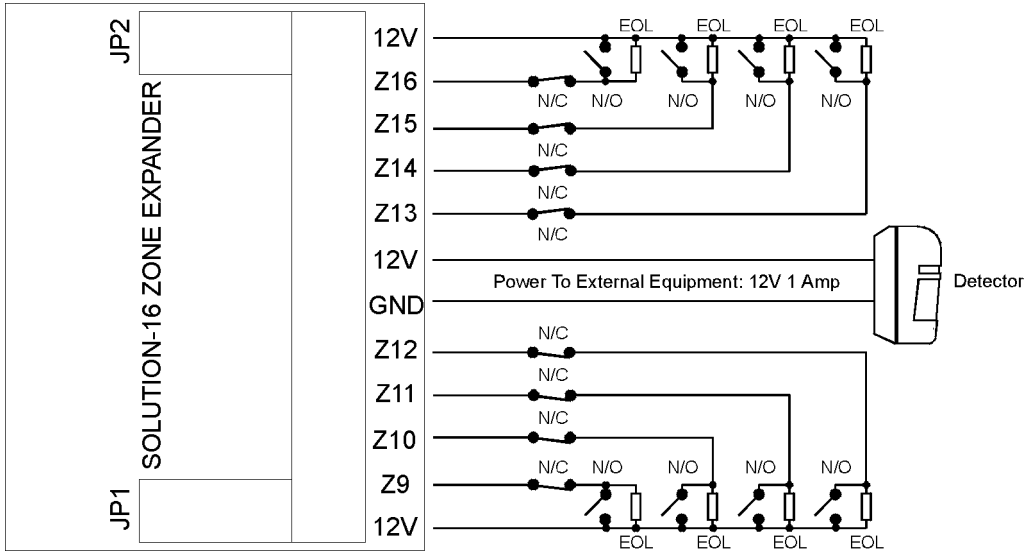 JP2
SOLUTION-16 ZONE EXPANDER
JP1
12V
EOL EOL EOL EOL
Z16
N/C N/O N/O N/O N/O
Z15
N/C
Z14
N/C
Z13
N/C
12V
Power To External Equipment: 12V 1 Amp
Detector
GND
N/C
Z12
N/C
Z11
N/C
Z10
N/C N/O N/O N/O N/O
Z9
12V
EOL EOL EOL EOL